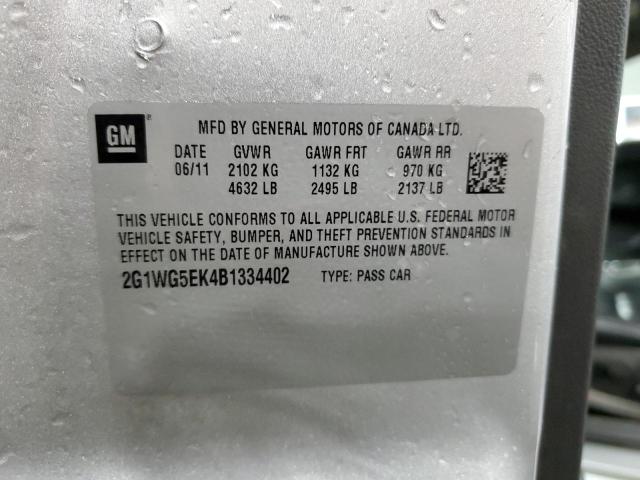 GM®
MFD BY GENERAL MOTORS OF CANADA LTD.
DATE GVWR GAWR FRT GAWR RR
06/11 2102 KG 1132 KG 970 KG
4632 LB 2495 LB 2137 LB
THIS VEHICLE CONFORMS TO ALL APPLICABLE U.S. FEDERAL MOTOR
VEHICLE SAFETY, BUMPER, AND THEFT PREVENTION STANDARDS IN
EFFECT ON THE DATE OF MANUFACTURE SHOWN ABOVE.
2G1WG5EK4B1334402 TYPE: PASS CAR